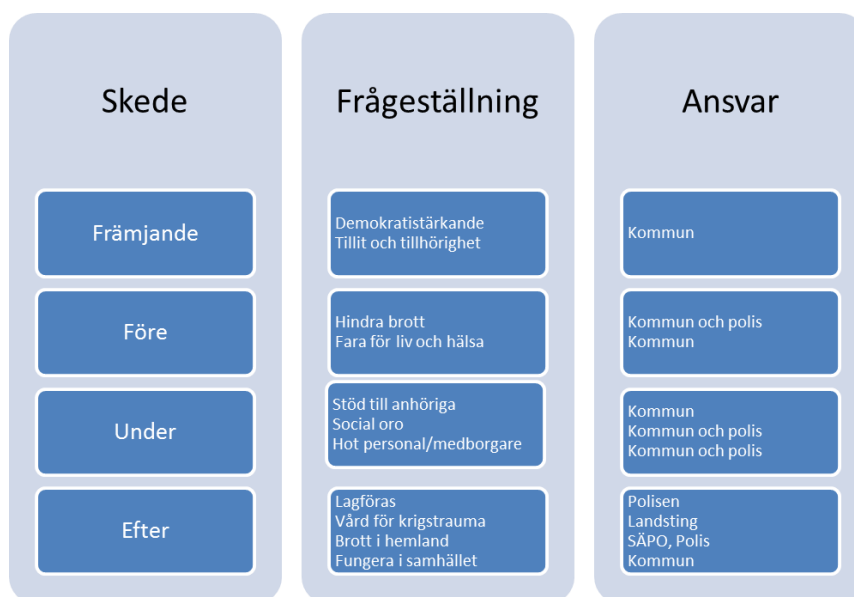 Skede
Frågeställning
Ansvar
Främjande
Demokratistärkande
Tillit och tillhörighet
Kommun
Före
Hindra brott
Fara för liv och hälsa
Kommun och polis
Kommun
Under
Stöd till anhöriga
Social oro
Hot personal/medborgare
Kommun
Kommun och polis
Kommun och polis
Efter
Lagföras
Vård för krigstrauma
Brott i hemland
Fungera i samhället
Polisen
Landsting
SÄPO, Polis
Kommun